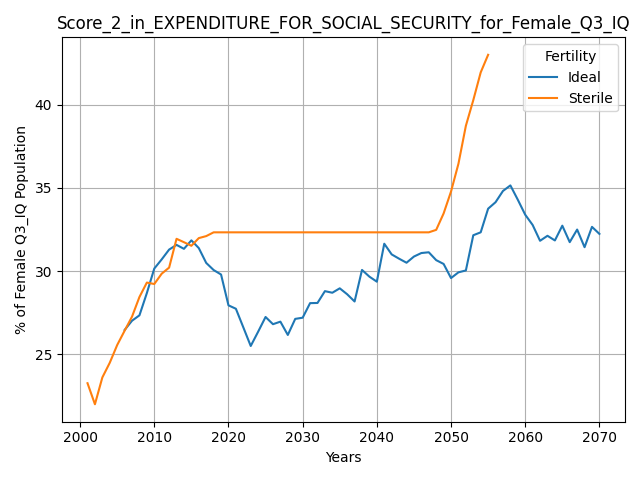 Score_2_in_EXPENDITURE_FOR_SOCIAL_SECURITY_for_Female_Q3_IQ
Fertility
Ideal
Sterile
% of Female Q3_IQ Population
40
35
30
25
2000 2010 2020 2030 2040 2050 2060 2070
Years